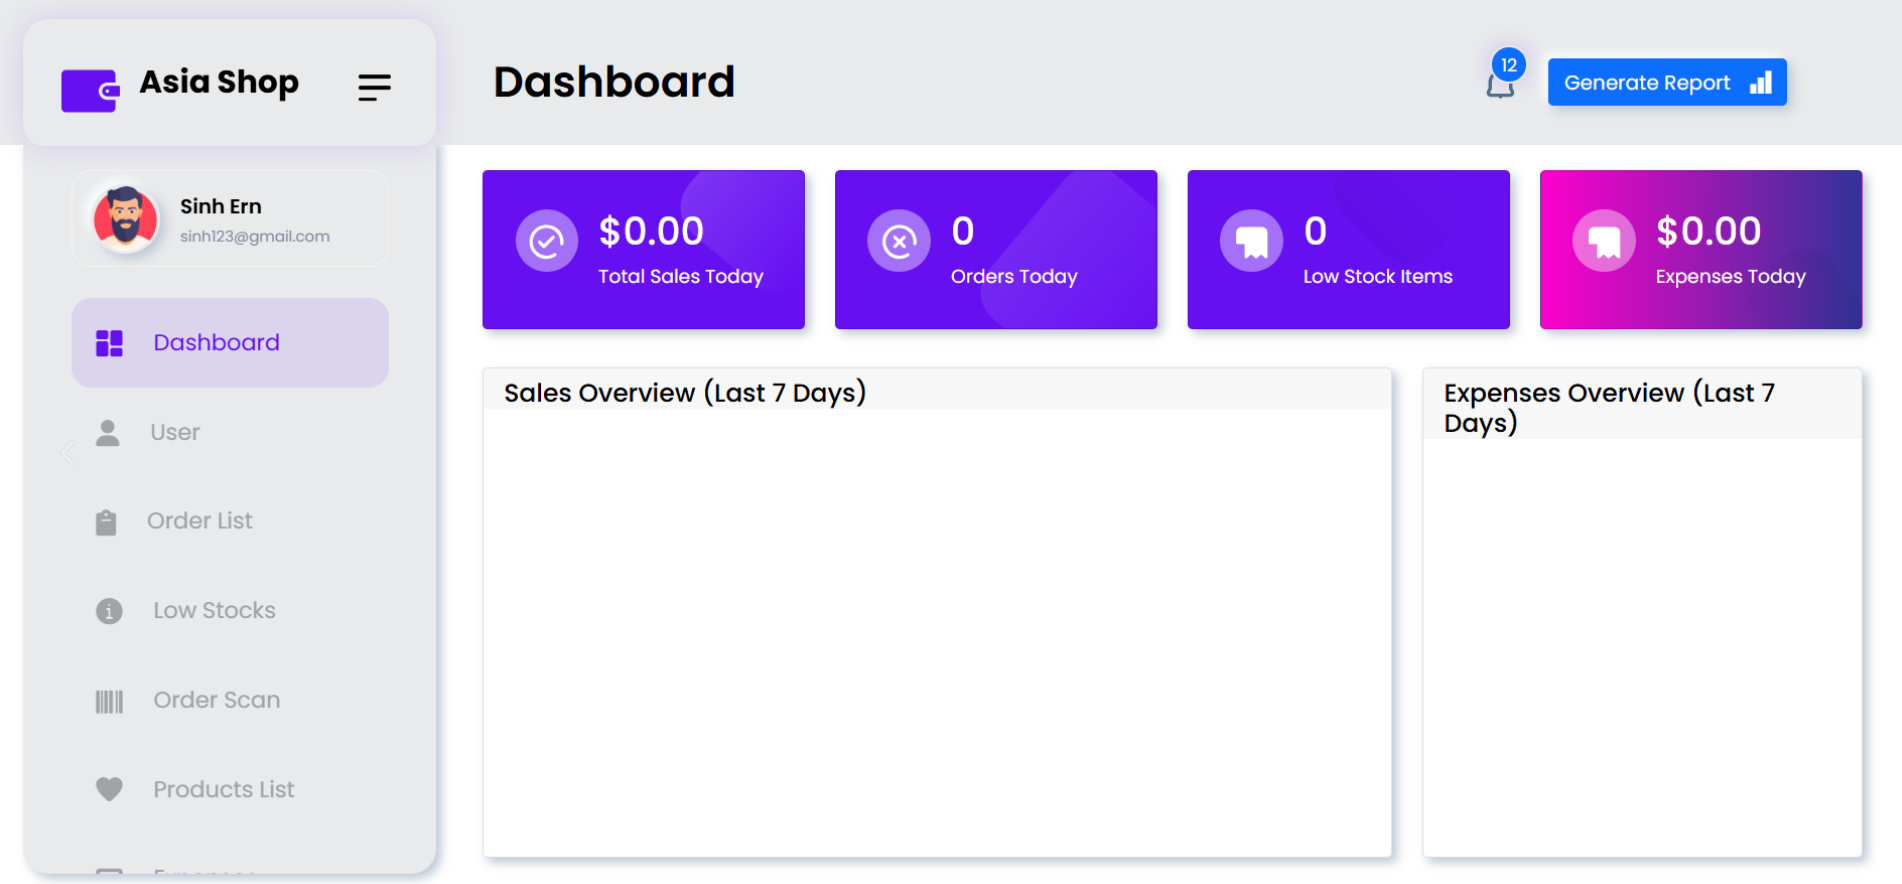 Asia Shop
Dashboard
12
Generate Report
Sinh Ern
sinh123@gmail.com
Dashboard
User
Order List
Low Stocks
Order Scan
Products List
$0.00
Total Sales Today
0
Orders Today
0
Low Stock Items
$0.00
Expenses Today
Sales Overview (Last 7 Days)
Expenses Overview (Last 7
Days)